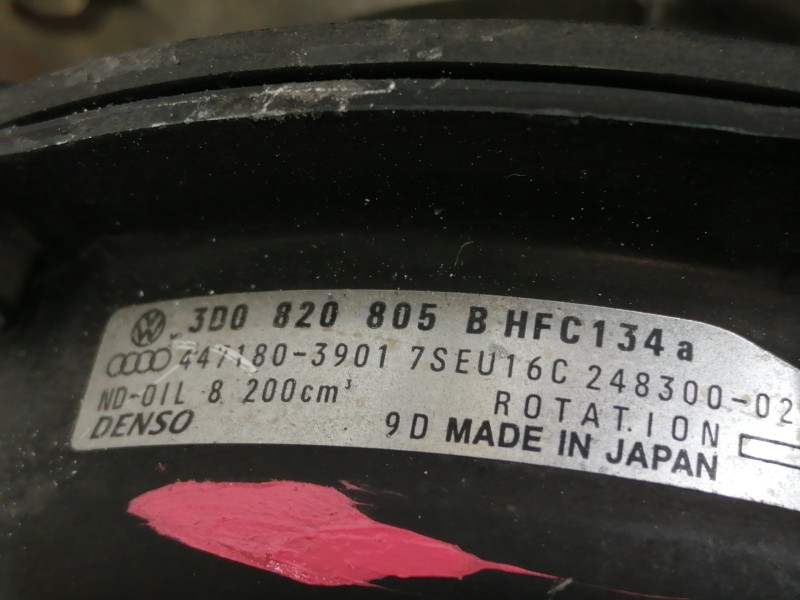 3D0 820 805 B HFC134a
447180-3901 7SEU16C 248300-02
ND-OIL 8 200cm³ ROTATION
DENSO 9D MADE IN JAPAN